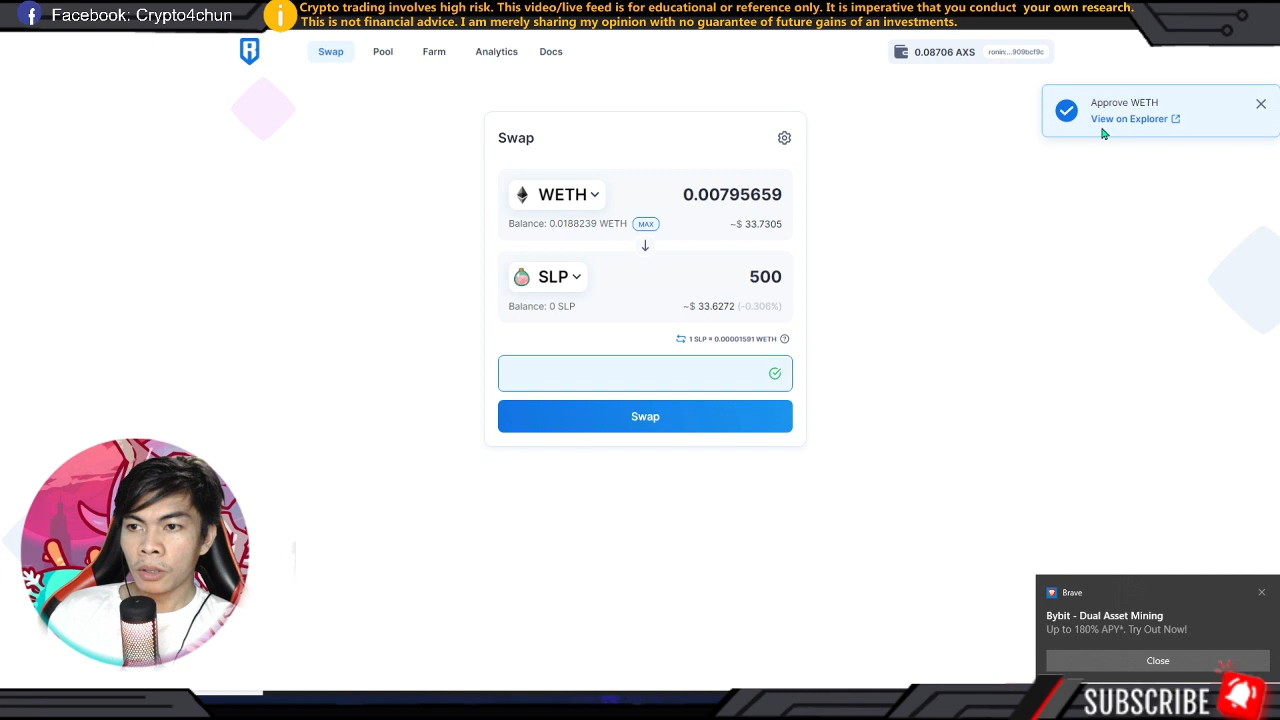 Facebook: Crypto4chun
Crypto trading involves high risk. This video/live feed is for educational or reference only. It is imperative that you conduct your own research.
This is not financial advice. I am merely sharing my opinion with no guarantee of future gains of an investments.
Swap
Pool
Farm
Analytics
Docs
0.08706 AXS
ronin:...909bcf9c
Approve WETH
View on Explorer
Swap
WETH
0.00795659
Balance: 0.0188239 WETH
MAX
~$ 33.7305
SLP
500
Balance: 0 SLP
~$ 33.6272 (-0.306%)
1 SLP = 0.00001591 WETH
Swap
Brave
Bybit - Dual Asset Mining
Up to 180% APY*. Try Out Now!
Close
SUBSCRIBE